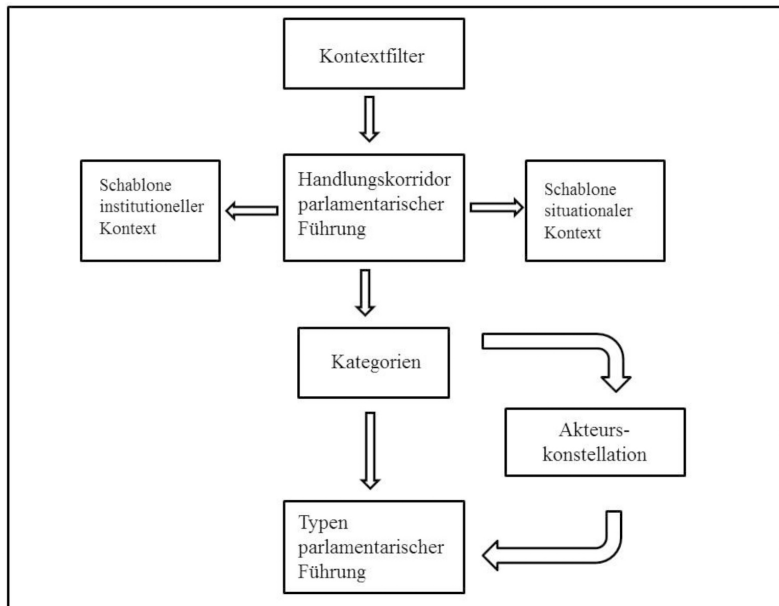 Kontextfilter
Schablone
institutioneller
Kontext
Handlungskorridor
parlamentarischer
Führung
Schablone
situationaler
Kontext
Kategorien
Akteurs-
konstellation
Typen
parlamentarischer
Führung